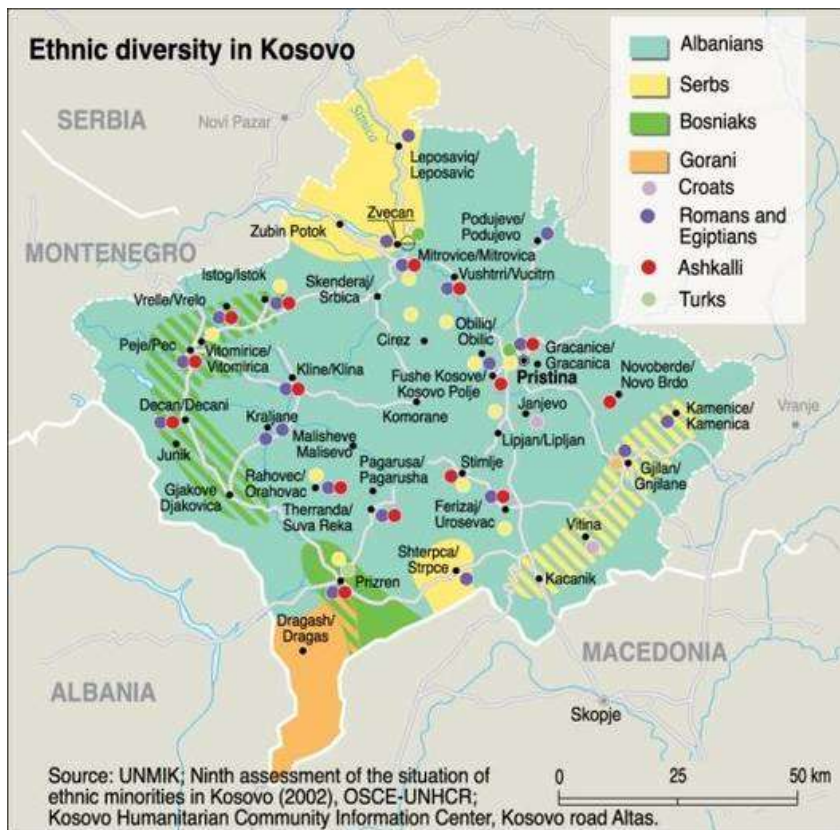 Ethnic diversity in Kosovo
Albanians
Serbs
Bosniaks
Gorani
Croats
Romans and
Egiptians
Ashkalli
Turks
SERBIA
Novi Pazar
Sitnica
Leposaviq/
Leposavic
Zvecan
Zubin Potok
Podujeve/
Podujevo
MONTENEGRO
Mitrovice/Mitrovica
Istog/Istok
Skenderaj/
Srbica
Vushtrri/Vucitrn
Vrelle/Vrelo
Obiliq/
Obilic
Cirez
Peje/Pec
Vitomirice/
Vitomirica
Gracanice/
Gracanica
Pristina
Kline/Klina
Fushe Kosove/
Kosovo Polje
Novoberde/
Novo Brdo
Decan/Decani
Komorane
Janjevo
Kamenice/
Kamenica
Vranje
Kraljane
Junik
Malisheve
Malisevo
Lipjan/Lipljan
Gjakove
Djakovica
Rahovec/
Orahovac
Pagarusa/
Pagarusha
Stimlje
Gjilan/
Gnjilane
Therranda/
Suva Reka
Ferizaj/
Urosevac
Vitina
Shterpca/
Strpce
Prizren
Kacanik
Dragash/
Dragas
MACEDONIA
ALBANIA
Skopje
Source: UNMIK; Ninth assessment of the situation of
ethnic minorities in Kosovo (2002), OSCE-UNHCR;
Kosovo Humanitarian Community Information Center, Kosovo road Altas.
0 25 50 km